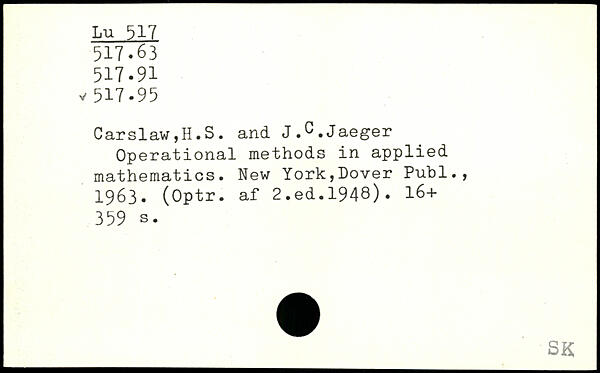 Lu 517
517.63
517.91
✓ 517.95
Carslaw,H.S. and J.C.Jaeger
Operational methods in applied
mathematics. New York,Dover Publ.,
1963. (Optr. af 2.ed.1948). 16+
359 s.
SK